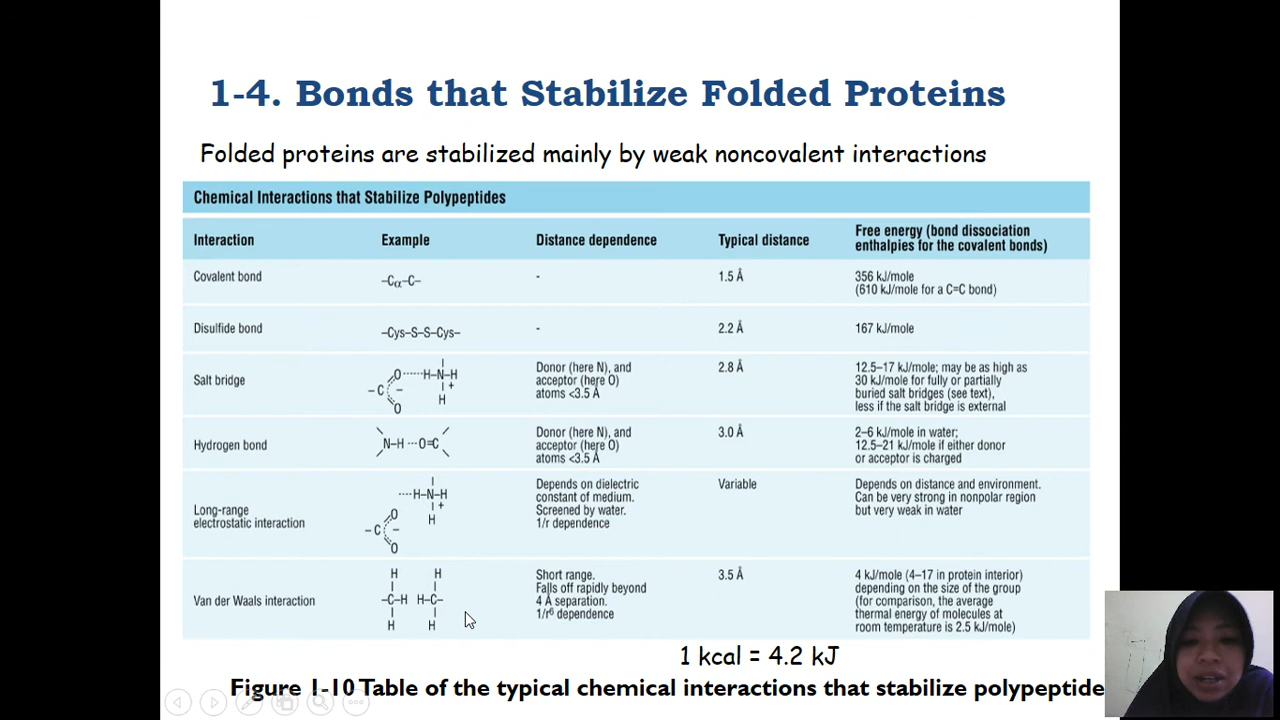 1-4. Bonds that Stabilize Folded Proteins
Folded proteins are stabilized mainly by weak noncovalent interactions
Chemical Interactions that Stabilize Polypeptides
Interaction
Example
Distance dependence
Typical distance
Free energy (bond dissociation
enthalpies for the covalent bonds)
Covalent bond
–Cα–C–
-
1.5 Å
356 kJ/mole
(610 kJ/mole for a C=C bond)
Disulfide bond
–Cys–S–S–Cys–
-
2.2 Å
167 kJ/mole
Salt bridge
O H–N–H
– C – +
O H
Donor (here N), and
acceptor (here O)
atoms <3.5 Å
2.8 Å
12.5–17 kJ/mole; may be as high as
30 kJ/mole for fully or partially
buried salt bridges (see text),
less if the salt bridge is external
Hydrogen bond
N–H ··· O=C
Donor (here N), and
acceptor (here O)
atoms <3.5 Å
3.0 Å
2–6 kJ/mole in water;
12.5–21 kJ/mole if either donor
or acceptor is charged
Long-range
electrostatic interaction
H–N–H
+
O H
– C –
O
Depends on dielectric
constant of medium.
Screened by water.
1/r dependence
Variable
Depends on distance and environment.
Can be very strong in nonpolar region
but very weak in water
Van der Waals interaction
H H
–C–H H–C–
H H
Short range.
Falls off rapidly beyond
4 Å separation.
1/r⁶ dependence
3.5 Å
4 kJ/mole (4–17 in protein interior)
depending on the size of the group
(for comparison, the average
thermal energy of molecules at
room temperature is 2.5 kJ/mole)
1 kcal = 4.2 kJ
Figure 1-10 Table of the typical chemical interactions that stabilize polypeptide